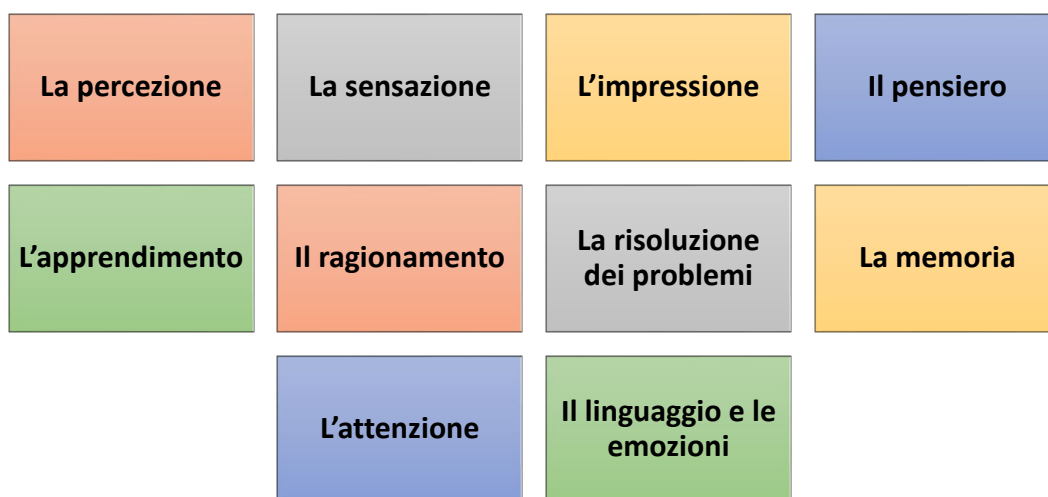 La percezione
La sensazione
L’impressione
Il pensiero
L’apprendimento
Il ragionamento
La risoluzione
dei problemi
La memoria
L’attenzione
Il linguaggio e le
emozioni